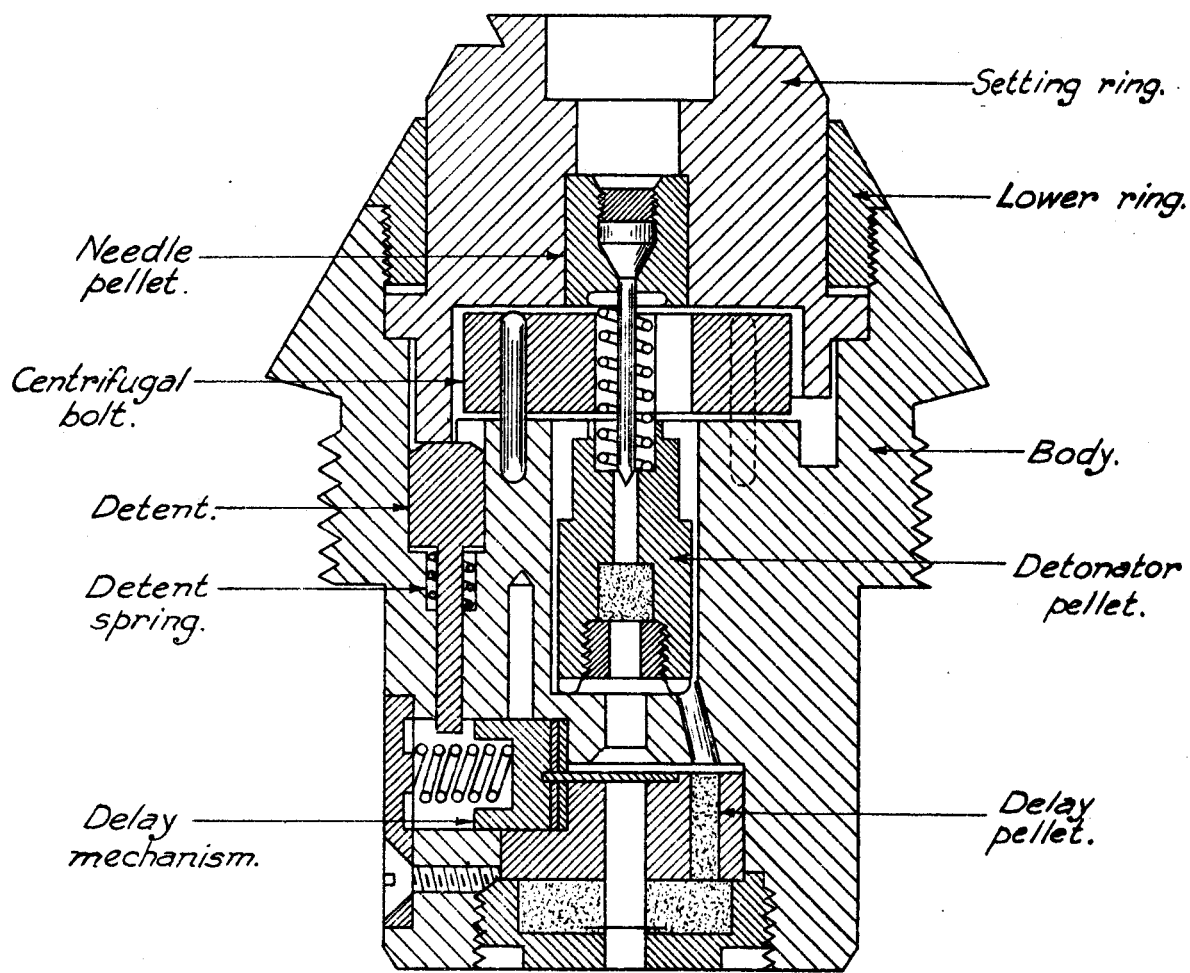 Setting ring.
Lower ring.
Needle
pellet.
Centrifugal
bolt.
Body.
Detent.
Detonator
pellet.
Detent
spring.
Delay
pellet.
Delay
mechanism.